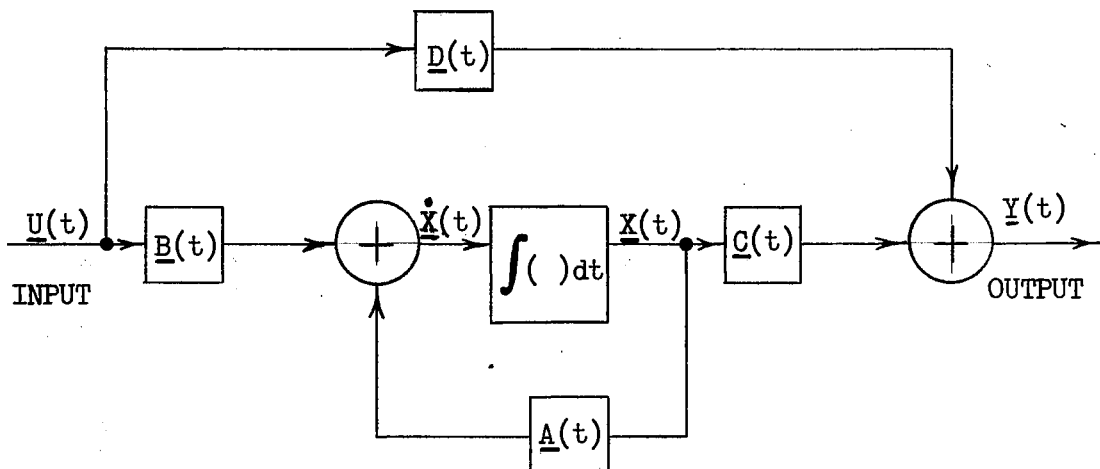 D(t)
U(t)
B(t)
+
Ẋ(t)
∫( )dt
X(t)
C(t)
+
Y(t)
INPUT
OUTPUT
A(t)